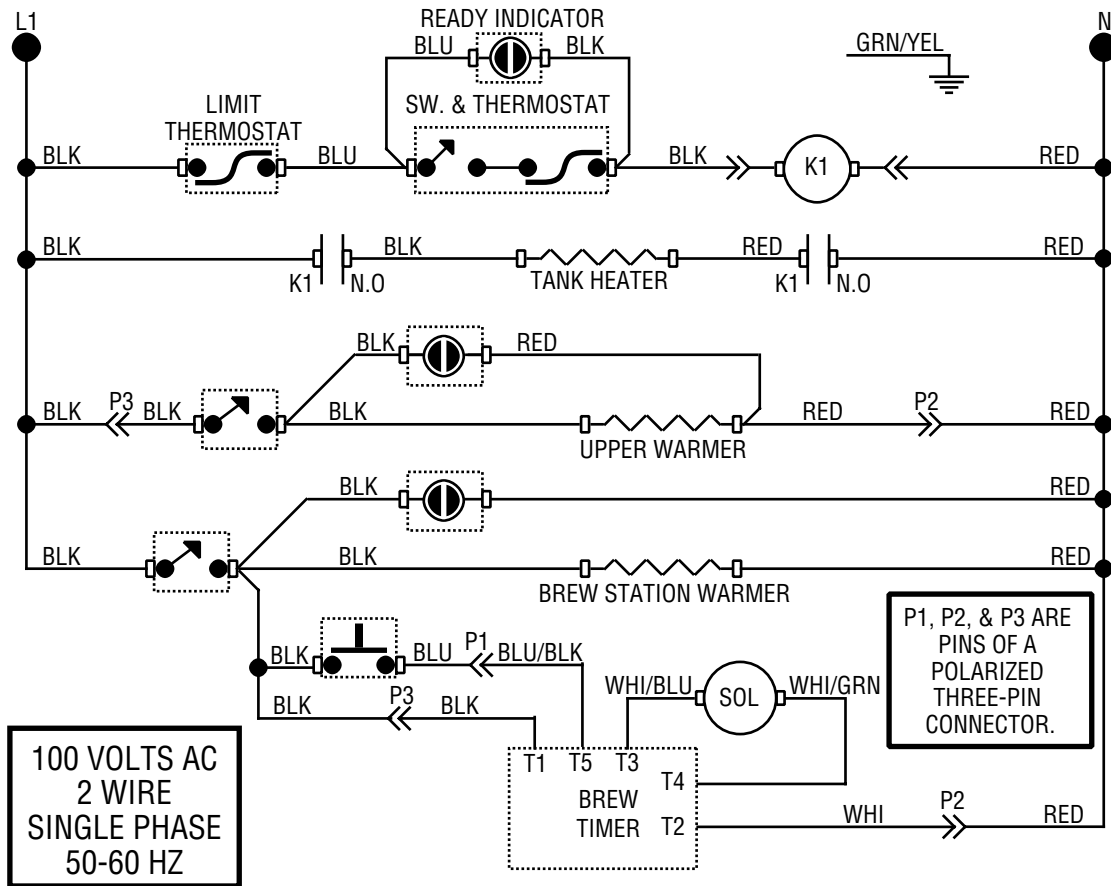 L1
READY INDICATOR
N
BLU
BLK
GRN/YEL
LIMIT
THERMOSTAT
SW. & THERMOSTAT
BLK
BLU
BLK
K1
RED
BLK
BLK
RED
RED
K1
N.O
TANK HEATER
K1
N.O
BLK
RED
BLK
P3
BLK
BLK
RED
P2
RED
UPPER WARMER
BLK
RED
BLK
BLK
RED
BREW STATION WARMER
P1, P2, & P3 ARE
PINS OF A
POLARIZED
THREE-PIN
CONNECTOR.
BLK
BLU
P1
BLU/BLK
WHI/BLU
SOL
WHI/GRN
BLK
P3
BLK
T1
T5
T3
T4
BREW
TIMER
T2
WHI
P2
RED
100 VOLTS AC
2 WIRE
SINGLE PHASE
50-60 HZ